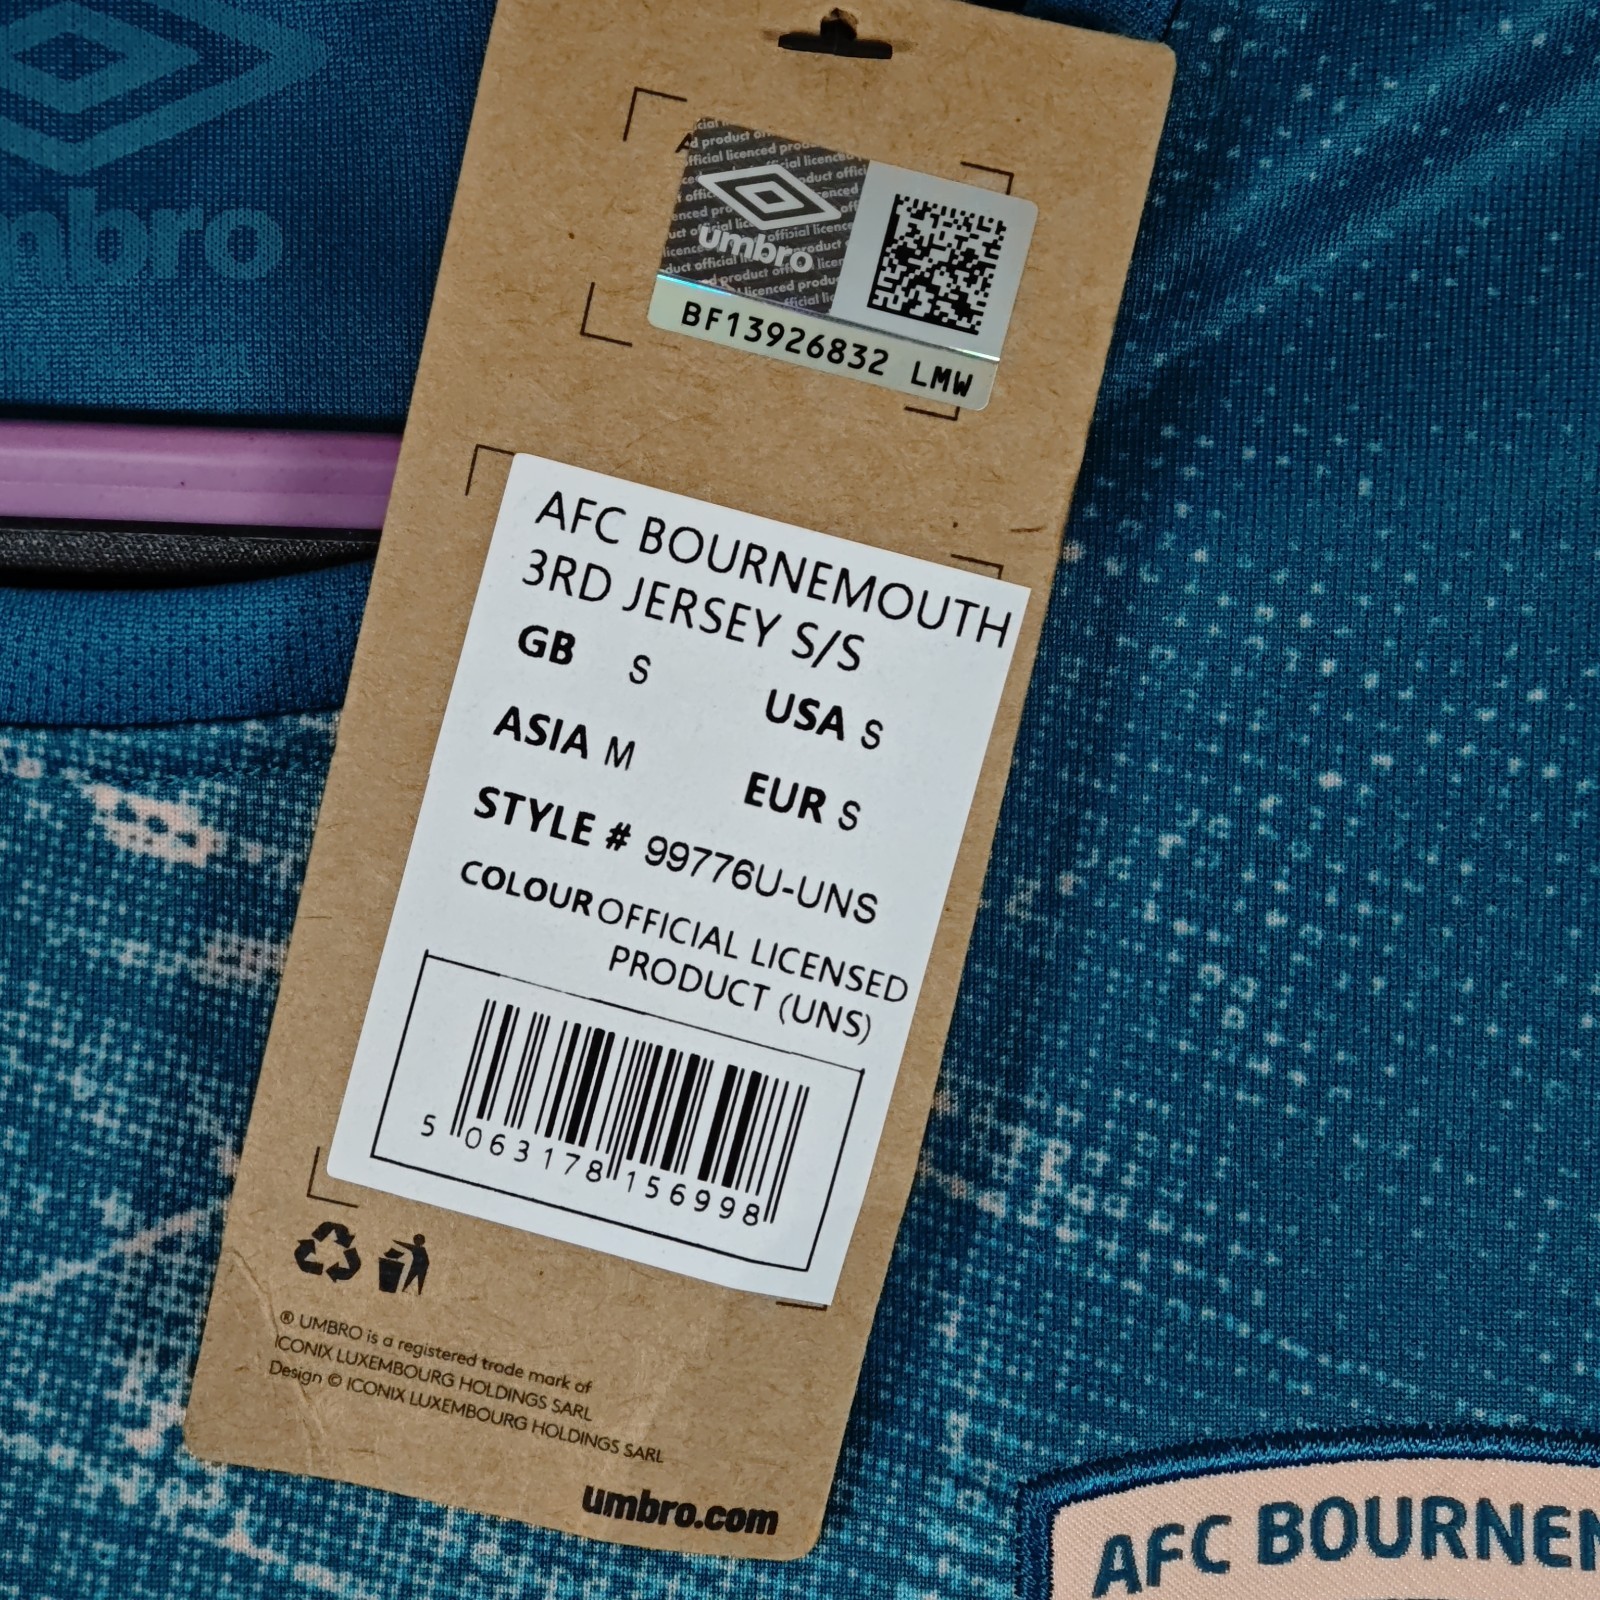 umbro
BF13926832 LMW
AFC BOURNEMOUTH
3RD JERSEY S/S
GB S
USA S
ASIA M
EUR S
STYLE # 99776U-UNS
COLOUR OFFICIAL LICENSED
PRODUCT (UNS)
5 063178 156998
® UMBRO is a registered trade mark of
ICONIX LUXEMBOURG HOLDINGS SARL
Design © ICONIX LUXEMBOURG HOLDINGS SARL
umbro.com
AFC BOURNEM